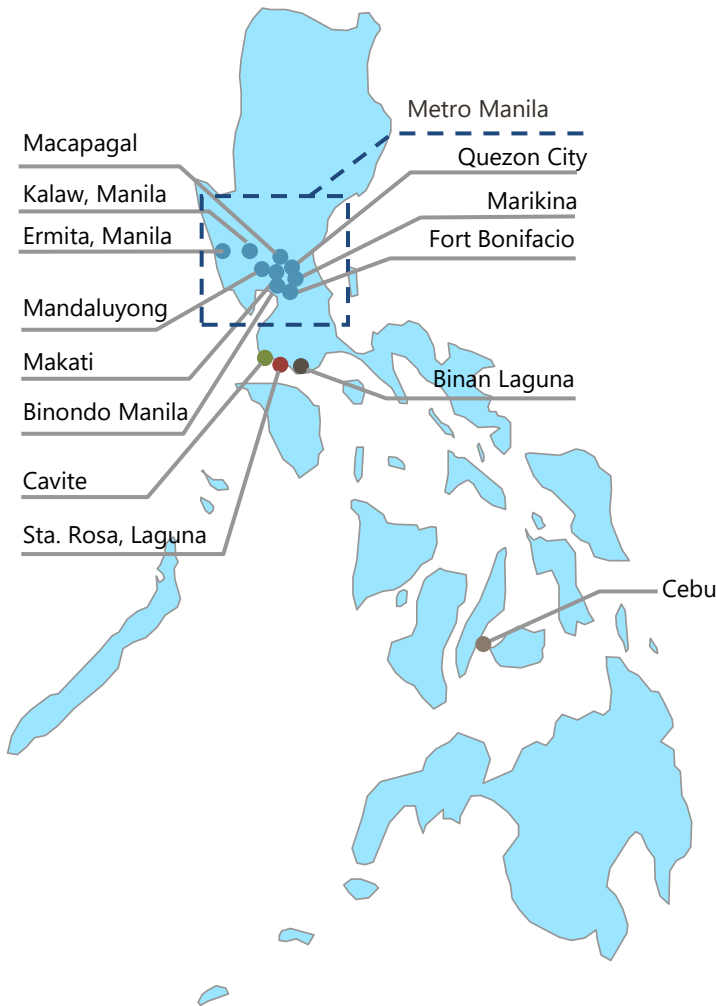 Metro Manila
Macapagal
Quezon City
Kalaw, Manila
Marikina
Ermita, Manila
Fort Bonifacio
Mandaluyong
Makati
Binan Laguna
Binondo Manila
Cavite
Sta. Rosa, Laguna
Cebu